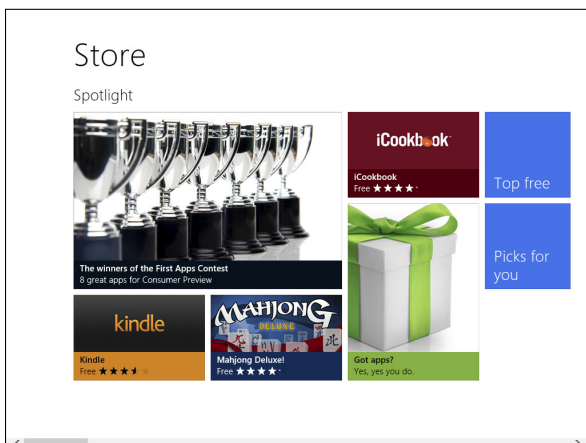 Store
Spotlight
The winners of the First Apps Contest
8 great apps for Consumer Preview
iCookbook
iCookbook
Free
Top free
Got apps?
Yes, yes you do.
Picks for
you
kindle
Kindle
Free
MAHJONG
DELUXE
Mahjong Deluxe!
Free